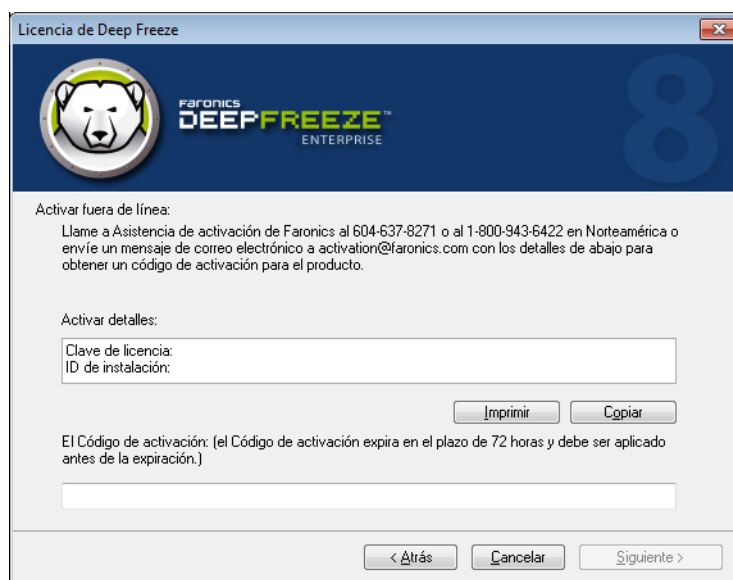 Licencia de Deep Freeze
8
Faronics
DEEPFREEZE™
ENTERPRISE
Activar fuera de línea:
Llame a Asistencia de activación de Faronics al 604-637-8271 o al 1-800-943-6422 en Norteamérica o
envíe un mensaje de correo electrónico a activation@faronics.com con los detalles de abajo para
obtener un código de activación para el producto.
Activar detalles:
Clave de licencia:
ID de instalación:
Imprimir
Copiar
El Código de activación: (el Código de activación expira en el plazo de 72 horas y debe ser aplicado
antes de la expiración.)
< Atrás
Cancelar
Siguiente >